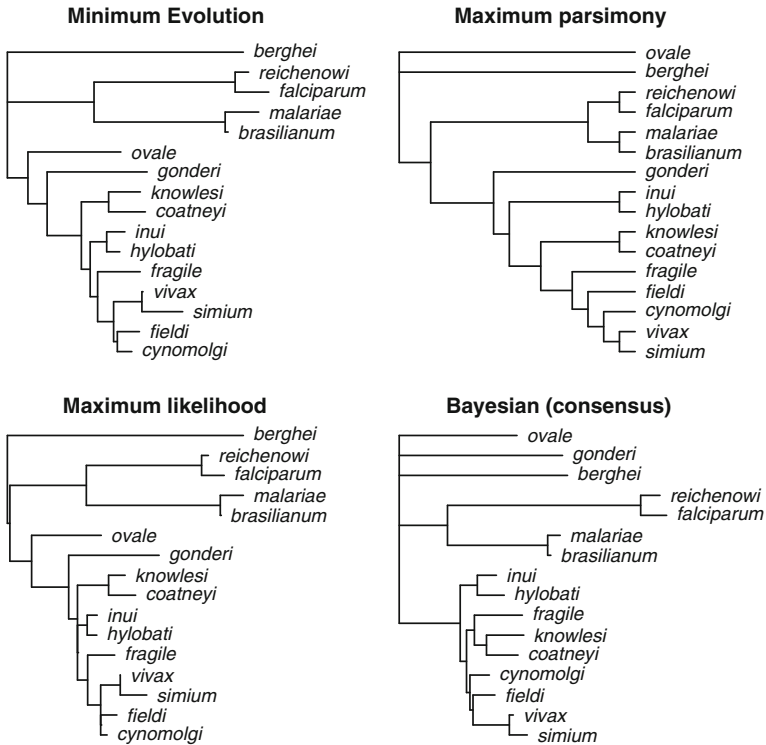 Minimum Evolution
berghei
reichenowi
falciparum
malariae
brasilianum
ovale
gonderi
knowlesi
coatneyi
inui
hylobati
fragile
vivax
simium
fieldi
cynomolgi
Maximum parsimony
ovale
berghei
reichenowi
falciparum
malariae
brasilianum
gonderi
inui
hylobati
knowlesi
coatneyi
fragile
fieldi
cynomolgi
vivax
simium
Maximum likelihood
berghei
reichenowi
falciparum
malariae
brasilianum
ovale
gonderi
knowlesi
coatneyi
inui
hylobati
fragile
vivax
simium
fieldi
cynomolgi
Bayesian (consensus)
ovale
gonderi
berghei
reichenowi
falciparum
malariae
brasilianum
inui
hylobati
fragile
knowlesi
coatneyi
cynomolgi
fieldi
vivax
simium